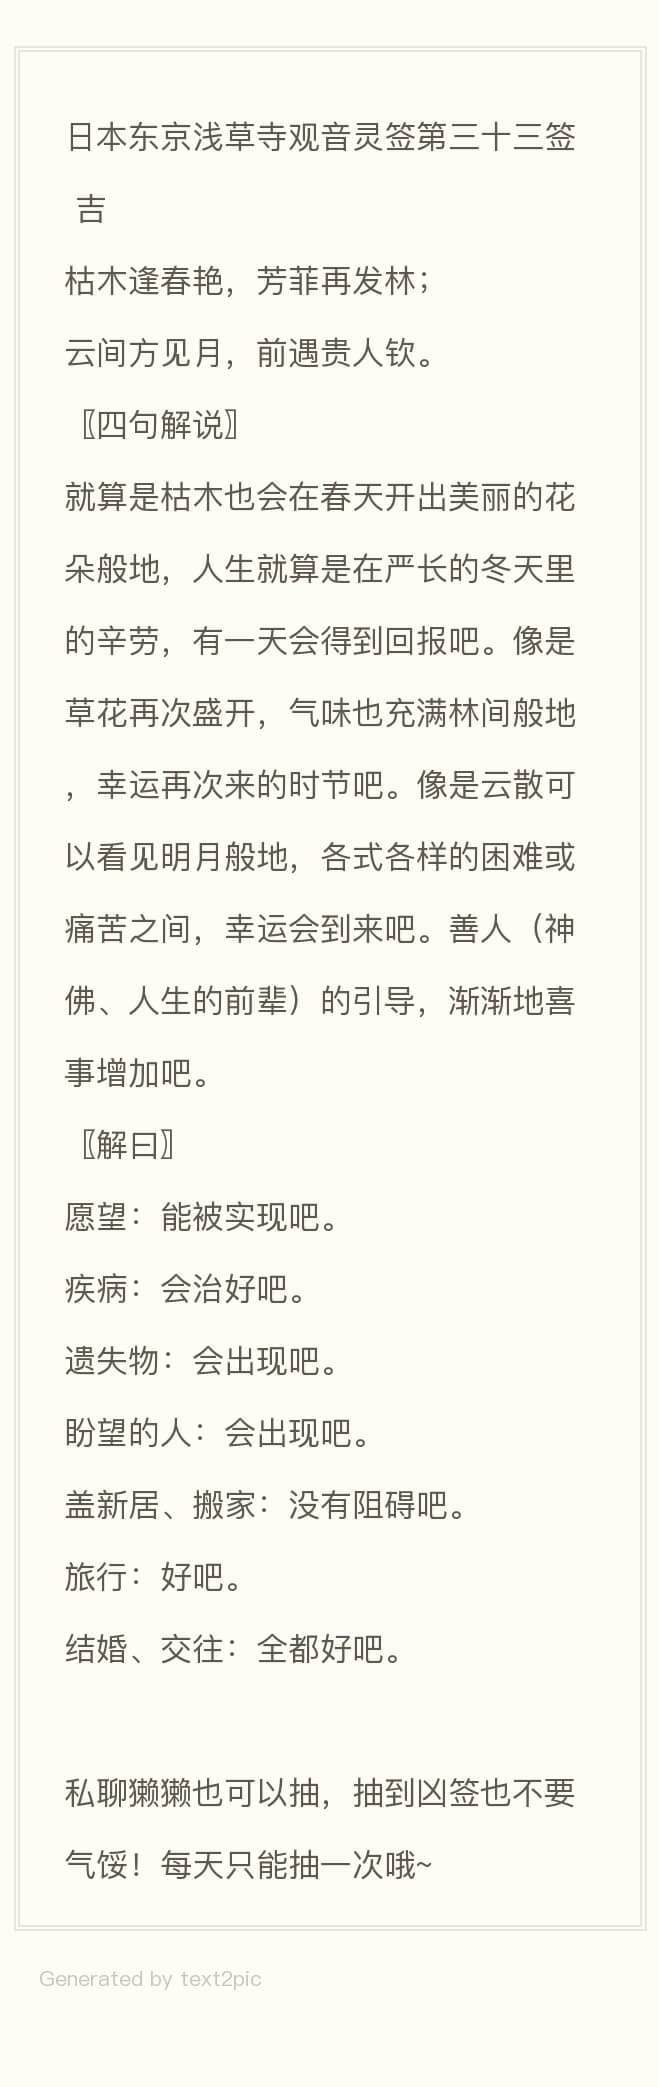 日本东京浅草寺观音灵签第三十三签
吉
枯木逢春艳，芳菲再发林；
云间方见月，前遇贵人钦。
〖四句解说〗
就算是枯木也会在春天开出美丽的花
朵般地，人生就算是在严长的冬天里
的辛劳，有一天会得到回报吧。像是
草花再次盛开，气味也充满林间般地
，幸运再次来的时节吧。像是云散可
以看见明月般地，各式各样的困难或
痛苦之间，幸运会到来吧。善人（神
佛、人生的前辈）的引导，渐渐地喜
事增加吧。
〖解曰〗
愿望：能被实现吧。
疾病：会治好吧。
遗失物：会出现吧。
盼望的人：会出现吧。
盖新居、搬家：没有阻碍吧。
旅行：好吧。
结婚、交往：全都好吧。
私聊獭獭也可以抽，抽到凶签也不要
气馁！每天只能抽一次哦~
Generated by text2pic